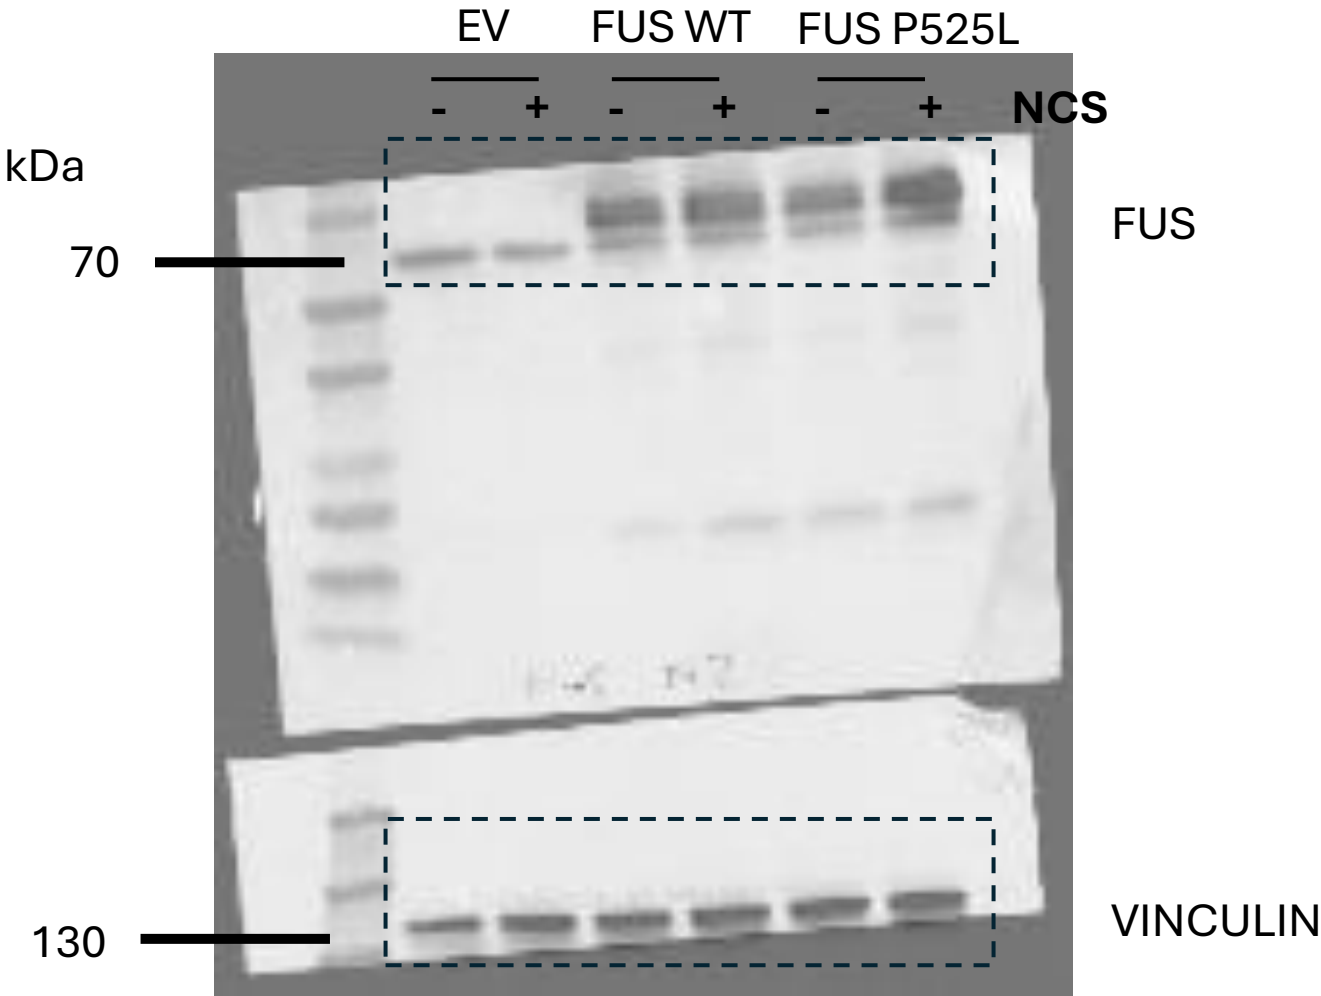 EV FUS WT FUS P525L
- + - + - + NCS
kDa
FUS
70
VINCULIN
130